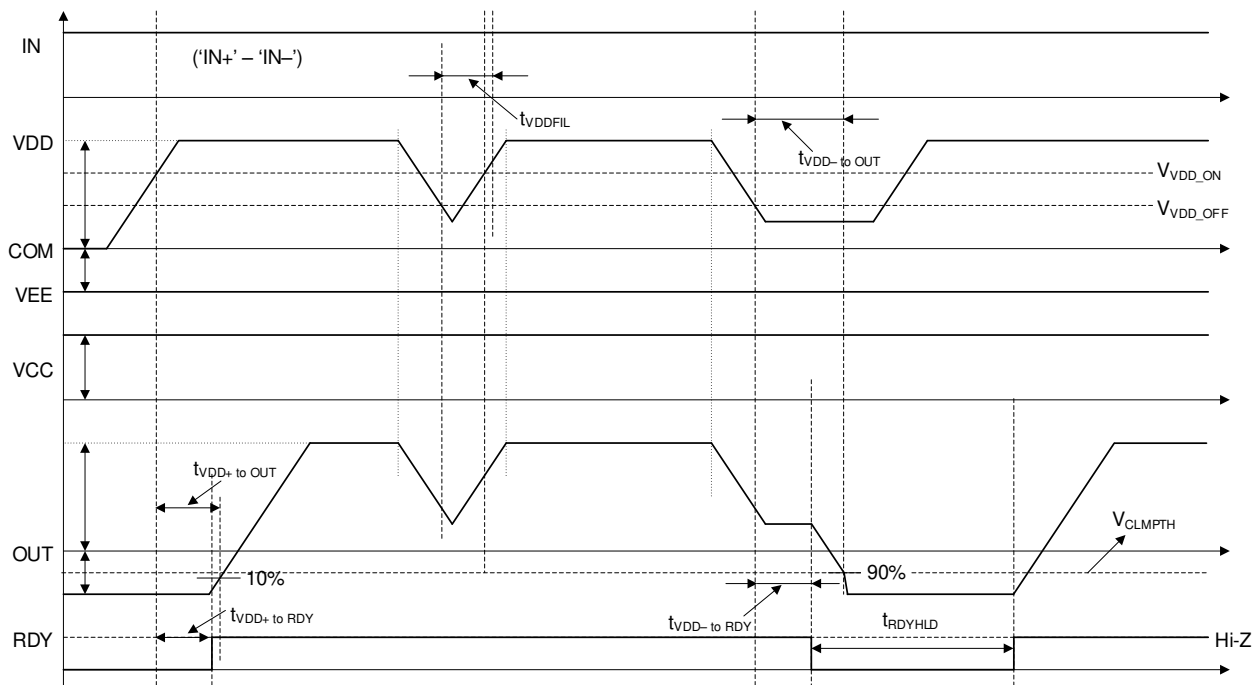 IN
(‘IN+’ – ‘IN–’)
tVDDFIL
VDD
tVDD– to OUT
VVDD_ON
VVDD_OFF
COM
VEE
VCC
tVDD+ to OUT
VCLMPTH
OUT
10%
90%
tVDD+ to RDY
tVDD– to RDY
tRDYHLD
RDY
Hi-Z